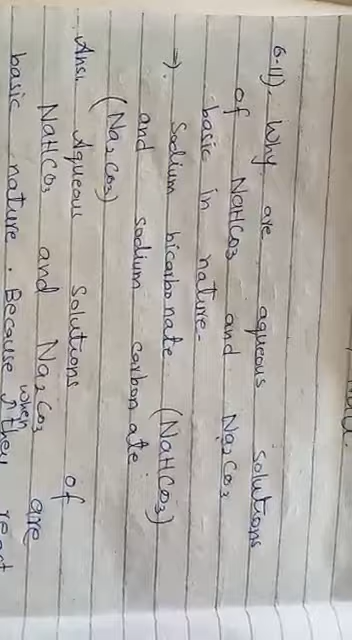 6.11). Why are aqueous solutions
of NaHCO3 and Na2CO3
basic in nature.
→). Sodium bicarbonate (NaHCO3)
and sodium carbonate
(Na2CO3)
Ans. Aqueous solutions of
NaHCO3 and Na2CO3 are
basic nature. Because when they react